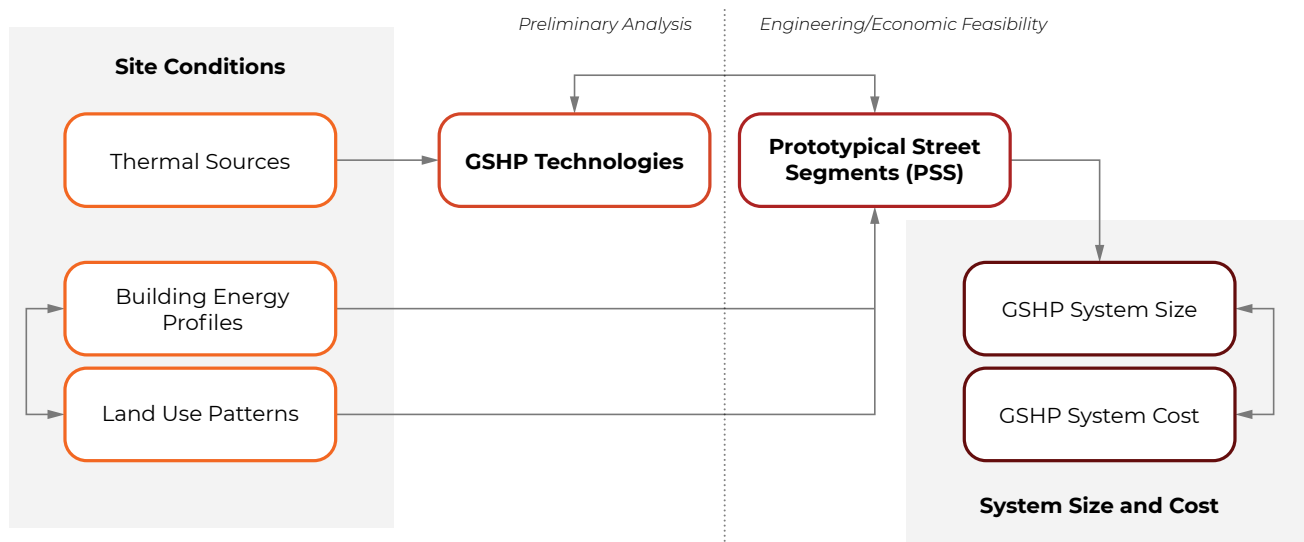 Preliminary Analysis
Engineering/Economic Feasibility
Site Conditions
Thermal Sources
GSHP Technologies
Prototypical Street
Segments (PSS)
Building Energy
Profiles
GSHP System Size
Land Use Patterns
GSHP System Cost
System Size and Cost